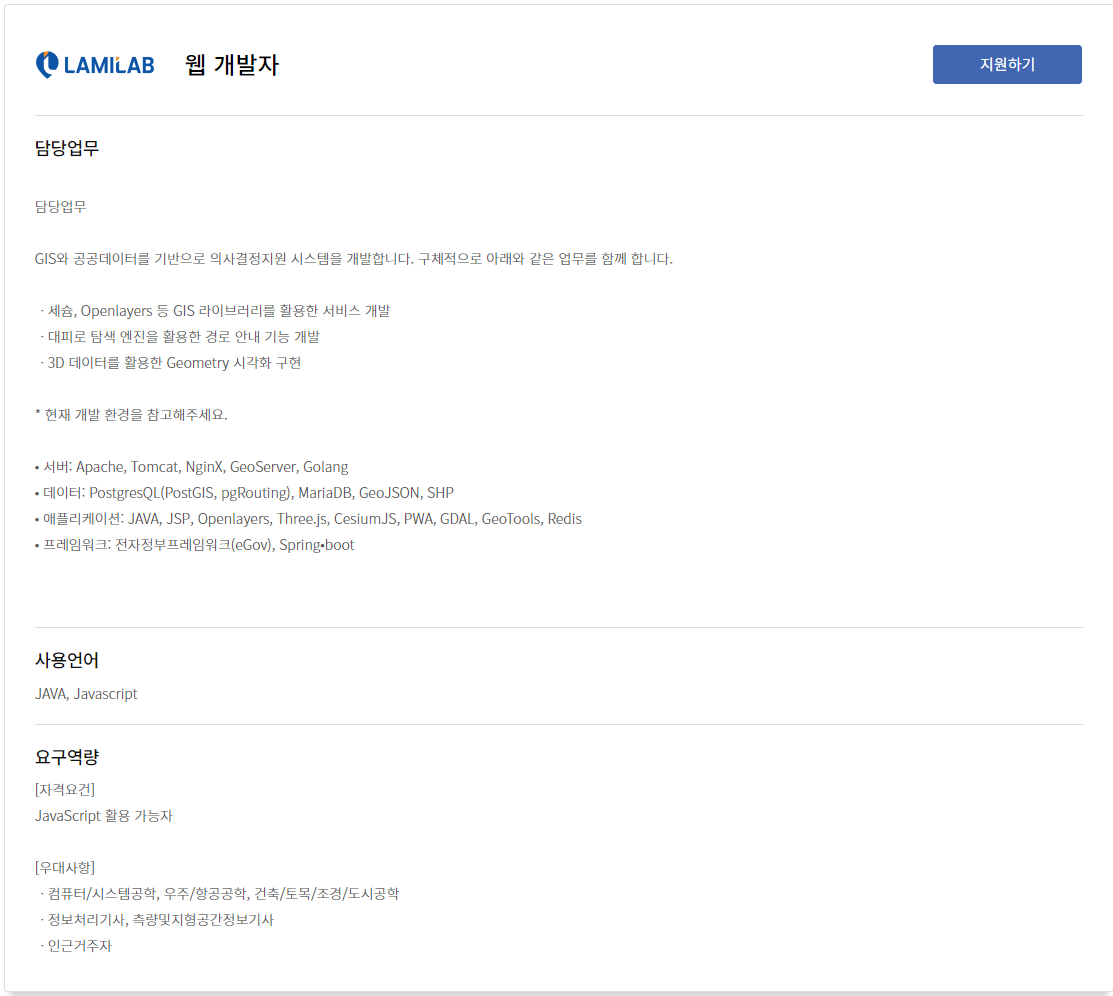 LAMILAB 웹 개발자
지원하기
담당업무
담당업무
GIS와 공공데이터를 기반으로 의사결정지원 시스템을 개발합니다. 구체적으로 아래와 같은 업무를 함께 합니다.
· 세슘, Openlayers 등 GIS 라이브러리를 활용한 서비스 개발
· 대피로 탐색 엔진을 활용한 경로 안내 기능 개발
· 3D 데이터를 활용한 Geometry 시각화 구현
* 현재 개발 환경을 참고해주세요.
• 서버: Apache, Tomcat, NginX, GeoServer, Golang
• 데이터: PostgresQL(PostGIS, pgRouting), MariaDB, GeoJSON, SHP
• 애플리케이션: JAVA, JSP, Openlayers, Three.js, CesiumJS, PWA, GDAL, GeoTools, Redis
• 프레임워크: 전자정부프레임워크(eGov), Spring•boot
사용언어
JAVA, Javascript
요구역량
[자격요건]
JavaScript 활용 가능자
[우대사항]
· 컴퓨터/시스템공학, 우주/항공공학, 건축/토목/조경/도시공학
· 정보처리기사, 측량및지형공간정보기사
· 인근거주자